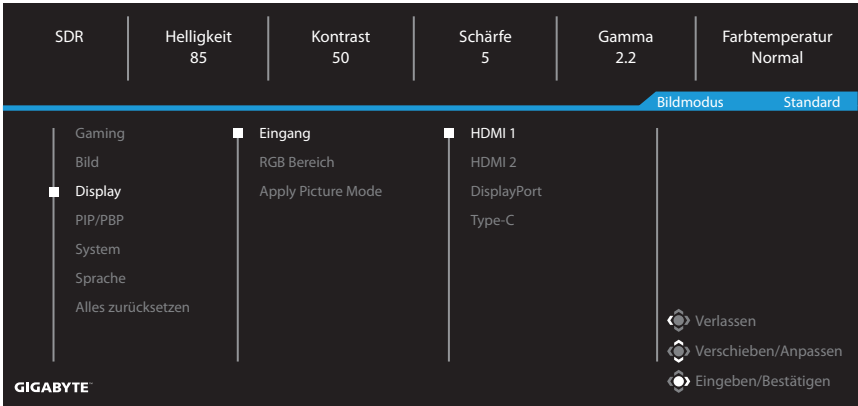 SDR
Helligkeit
85
Kontrast
50
Schärfe
5
Gamma
2.2
Farbtemperatur
Normal
Bildmodus Standard
Gaming
Bild
Display
PIP/PBP
System
Sprache
Alles zurücksetzen
Eingang
RGB Bereich
Apply Picture Mode
HDMI 1
HDMI 2
DisplayPort
Type-C
Verlassen
Verschieben/Anpassen
Eingeben/Bestätigen
GIGABYTE™